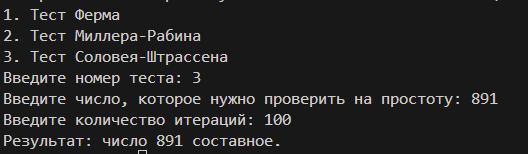 1. Тест Ферма
2. Тест Миллера-Рабина
3. Тест Соловея-Штрассена
Введите номер теста: 3
Введите число, которое нужно проверить на простоту: 891
Введите количество итераций: 100
Результат: число 891 составное.